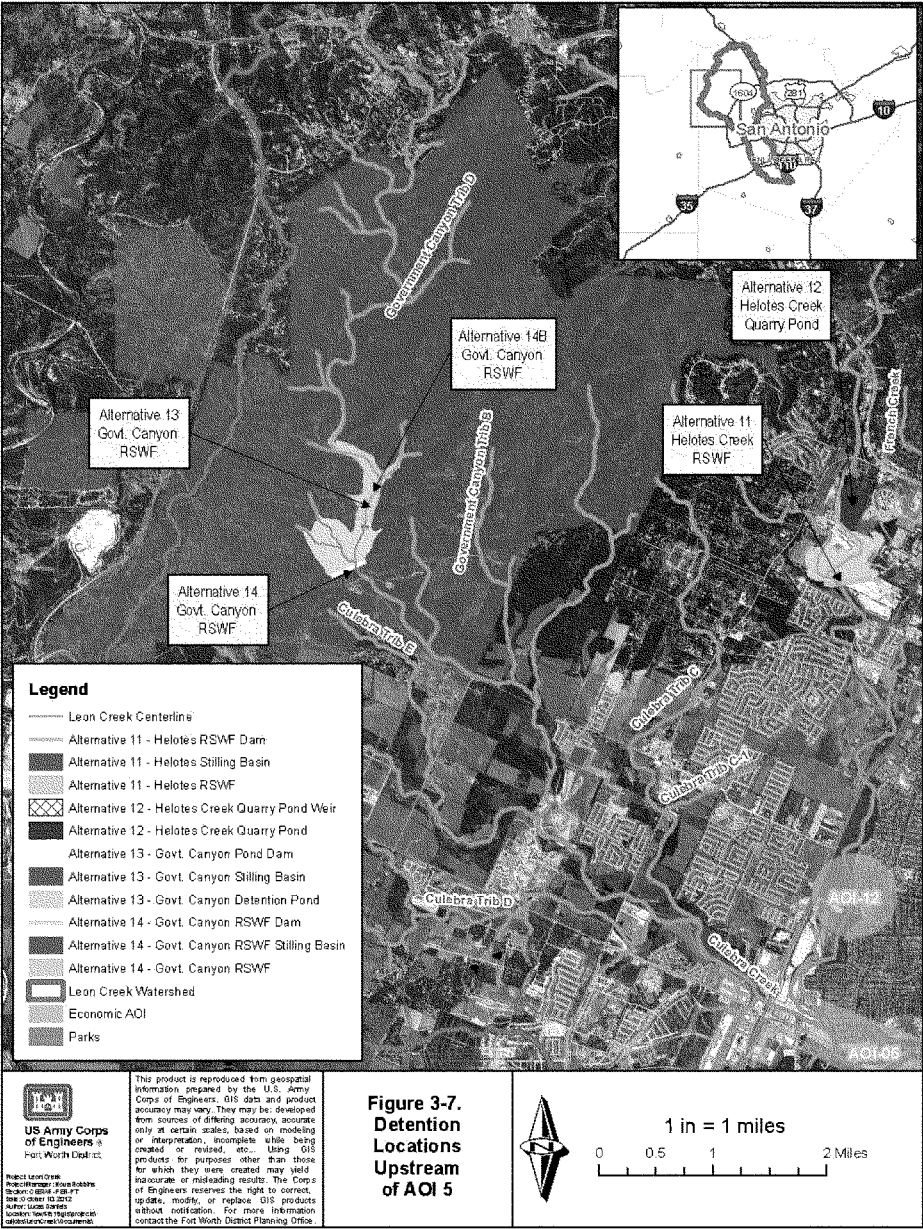 1604
281
10
San Antonio
410
35
37
Government Canyon Trib D
Alternative 12
Helotes Creek
Quarry Pond
Alternative 14B
Govt. Canyon
RSWF
Alternative 13
Govt. Canyon
RSWF
Alternative 11
Helotes Creek
RSWF
French Creek
Government Canyon Trib B
Alternative 14
Govt. Canyon
RSWF
Culebra Trib E
Culebra Trib C
Culebra Trib C-1
Culebra Trib D
Culebra Creek
AOI-12
AOI-05
Legend
Leon Creek Centerline
Alternative 11 - Helotes RSWF Dam
Alternative 11 - Helotes Stilling Basin
Alternative 11 - Helotes RSWF
Alternative 12 - Helotes Creek Quarry Pond Weir
Alternative 12 - Helotes Creek Quarry Pond
Alternative 13 - Govt. Canyon Pond Dam
Alternative 13 - Govt. Canyon Stilling Basin
Alternative 13 - Govt. Canyon Detention Pond
Alternative 14 - Govt. Canyon RSWF Dam
Alternative 14 - Govt. Canyon RSWF Stilling Basin
Alternative 14 - Govt. Canyon RSWF
Leon Creek Watershed
Economic AOI
Parks
US Army Corps
of Engineers ®
Fort Worth District
Project: Leon Creek
Date: October 10, 2012
Author: Lucas Daniels
This product is reproduced from geospatial
information prepared by the U.S. Army
Corps of Engineers. GIS data and product
accuracy may vary. They may be: developed
from sources of differing accuracy, accurate
only at certain scales, based on modeling
or interpretation, incomplete while being
created or revised, etc... Using GIS
products for purposes other than those
for which they were created may yield
inaccurate or misleading results. The Corps
of Engineers reserves the right to correct,
update, modify, or replace GIS products
without notification. For more information
contact the Fort Worth District Planning Office.
Figure 3-7.
Detention
Locations
Upstream
of AOI 5
N
1 in = 1 miles
0 0.5 1 2 Miles